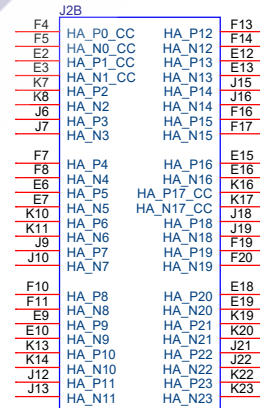 J2B
F4 HA_P0_CC HA_P12 F13
F5 HA_N0_CC HA_N12 F14
E2 HA_P1_CC HA_P13 E12
E3 HA_N1_CC HA_N13 E13
K7 HA_P2 HA_P14 J15
K8 HA_N2 HA_N14 J16
J6 HA_P3 HA_P15 F16
J7 HA_N3 HA_N15 F17
F7 HA_P4 HA_P16 E15
F8 HA_N4 HA_N16 E16
E6 HA_P5 HA_P17_CC K16
E7 HA_N5 HA_N17_CC K17
K10 HA_P6 HA_P18 J18
K11 HA_N6 HA_N18 J19
J9 HA_P7 HA_P19 F19
J10 HA_N7 HA_N19 F20
F10 HA_P8 HA_P20 E18
F11 HA_N8 HA_N20 E19
E9 HA_P9 HA_P21 K19
E10 HA_N9 HA_N21 K20
K13 HA_P10 HA_P22 J21
K14 HA_N10 HA_N22 J22
J12 HA_P11 HA_P23 K22
J13 HA_N11 HA_N23 K23